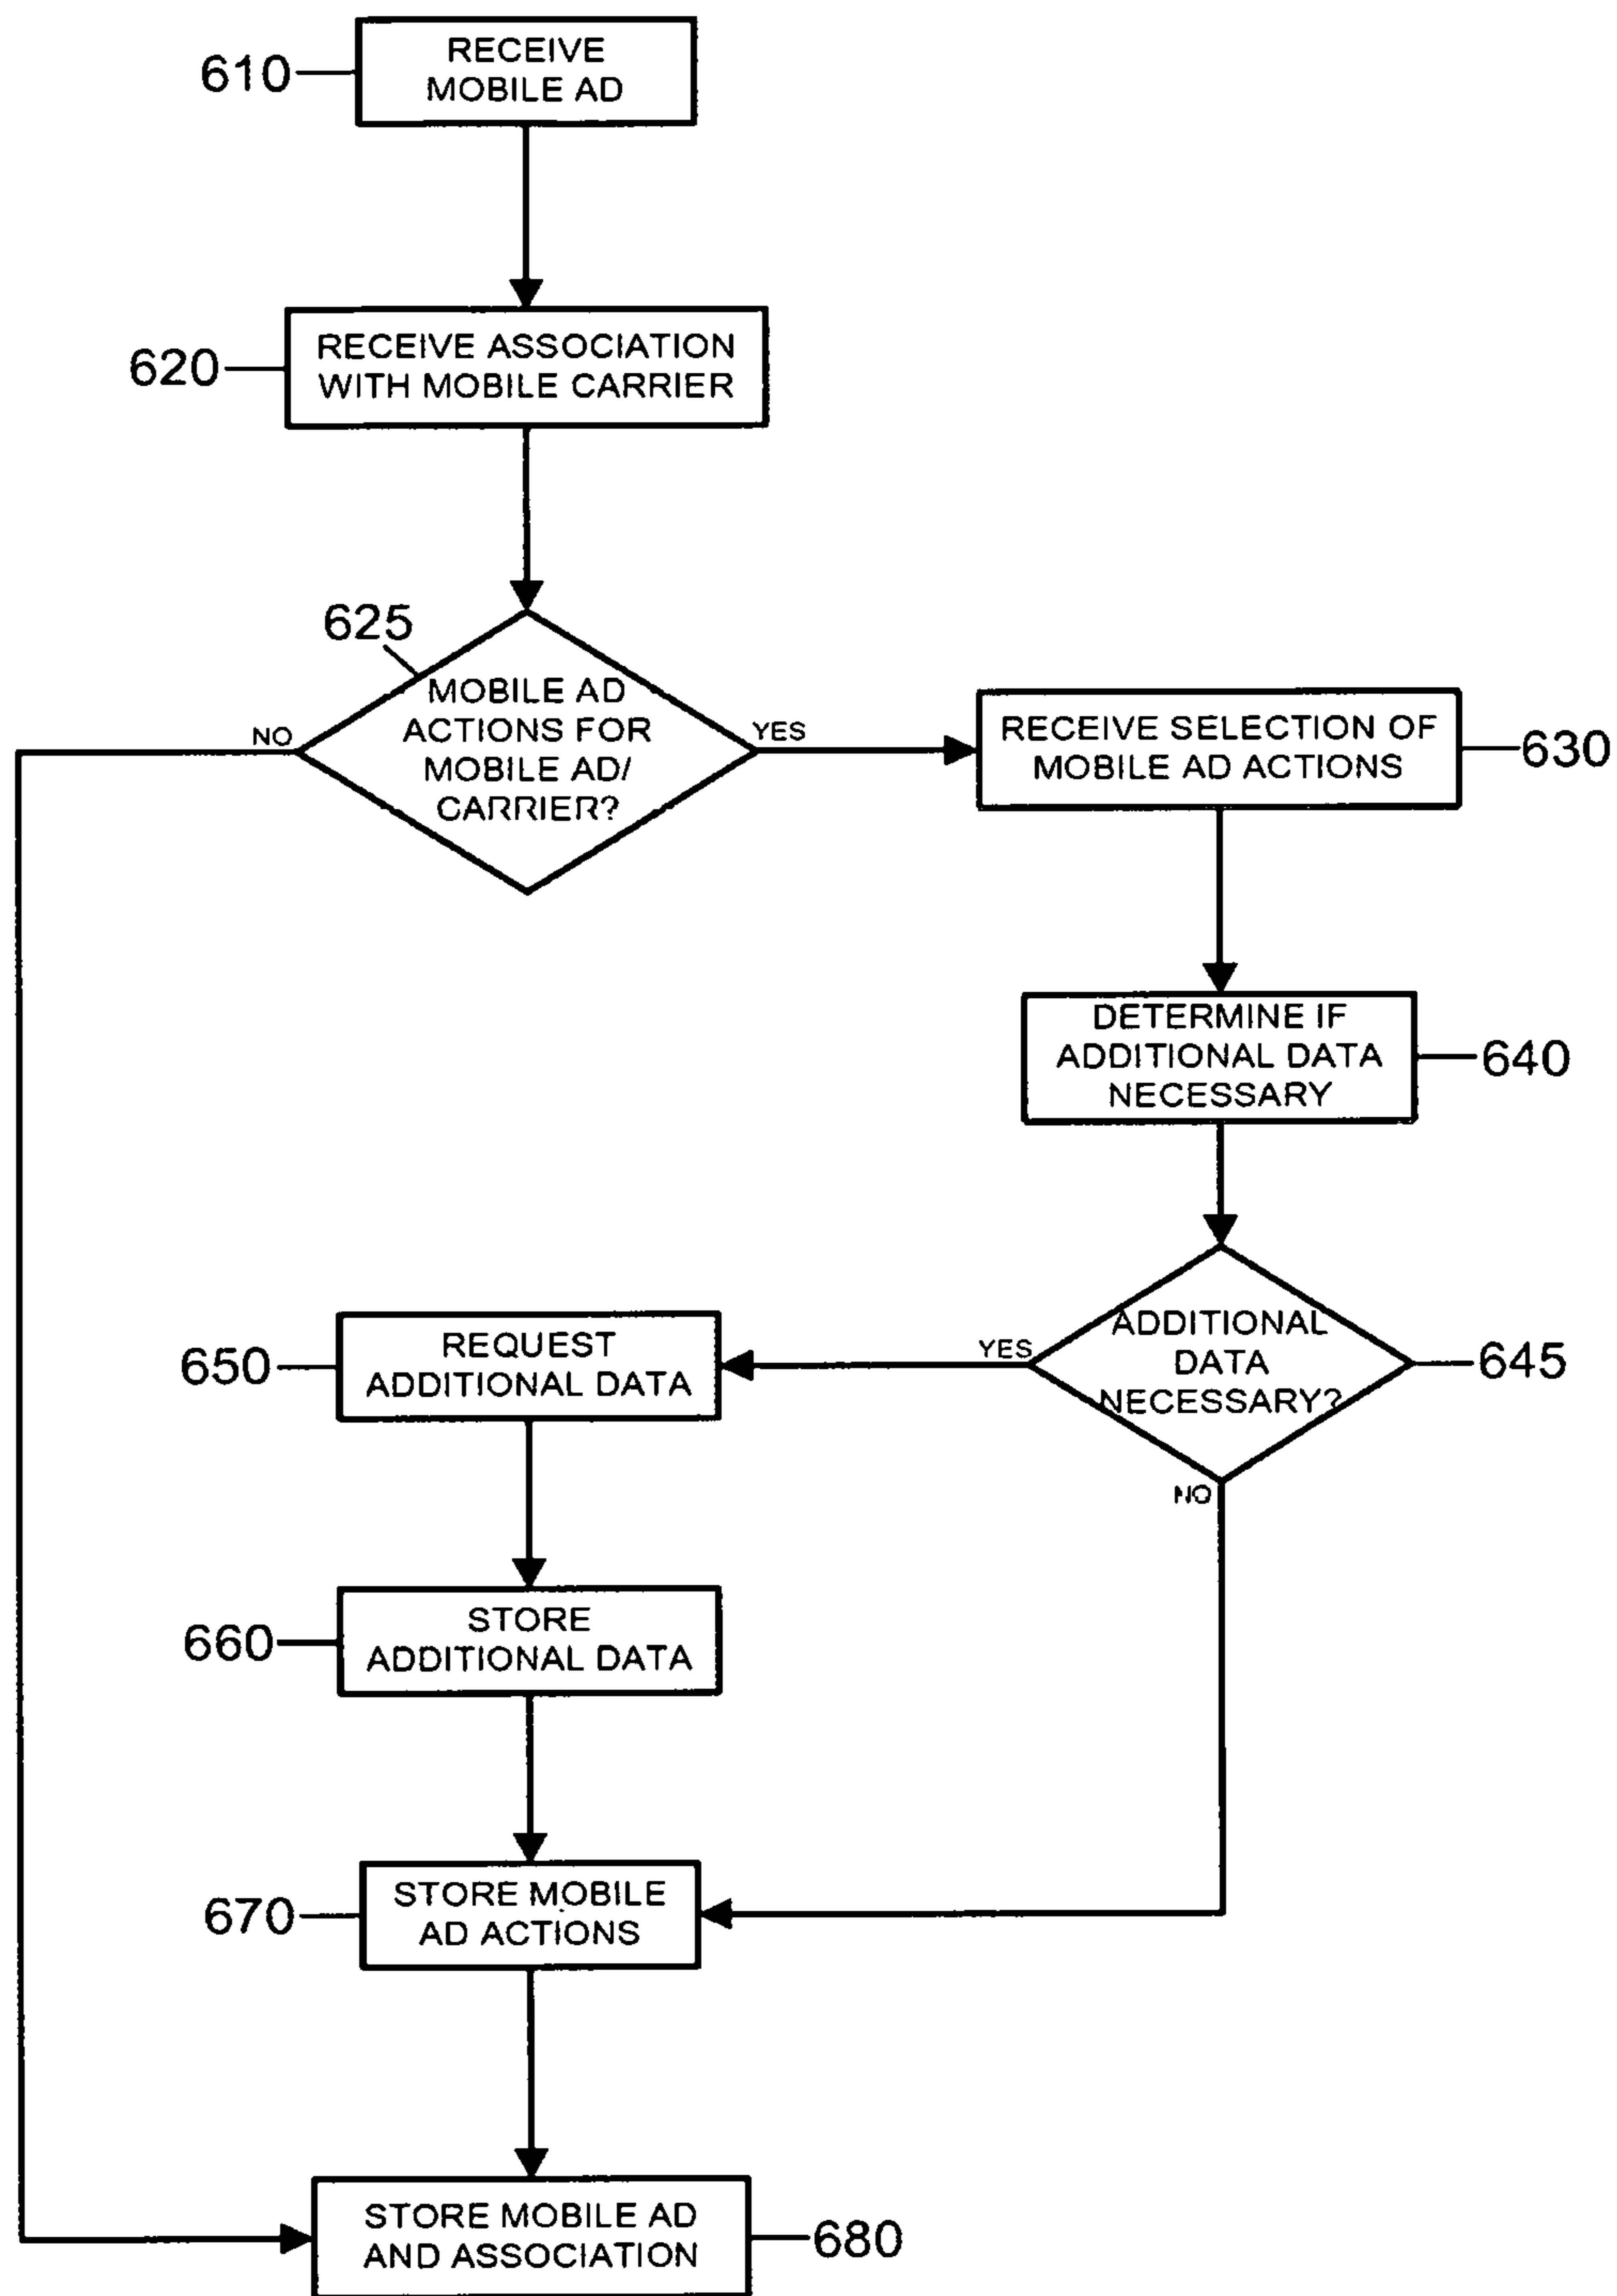 RECEIVE
MOBILE AD
610
RECEIVE ASSOCIATION
WITH MOBILE CARRIER
620
625
MOBILE AD
ACTIONS FOR
MOBILE AD/
CARRIER?
NO
YES
RECEIVE SELECTION OF
MOBILE AD ACTIONS
630
DETERMINE IF
ADDITIONAL DATA
NECESSARY
640
ADDITIONAL
DATA
NECESSARY?
645
YES
NO
REQUEST
ADDITIONAL DATA
650
STORE
ADDITIONAL DATA
660
STORE MOBILE
AD ACTIONS
670
STORE MOBILE AD
AND ASSOCIATION
680